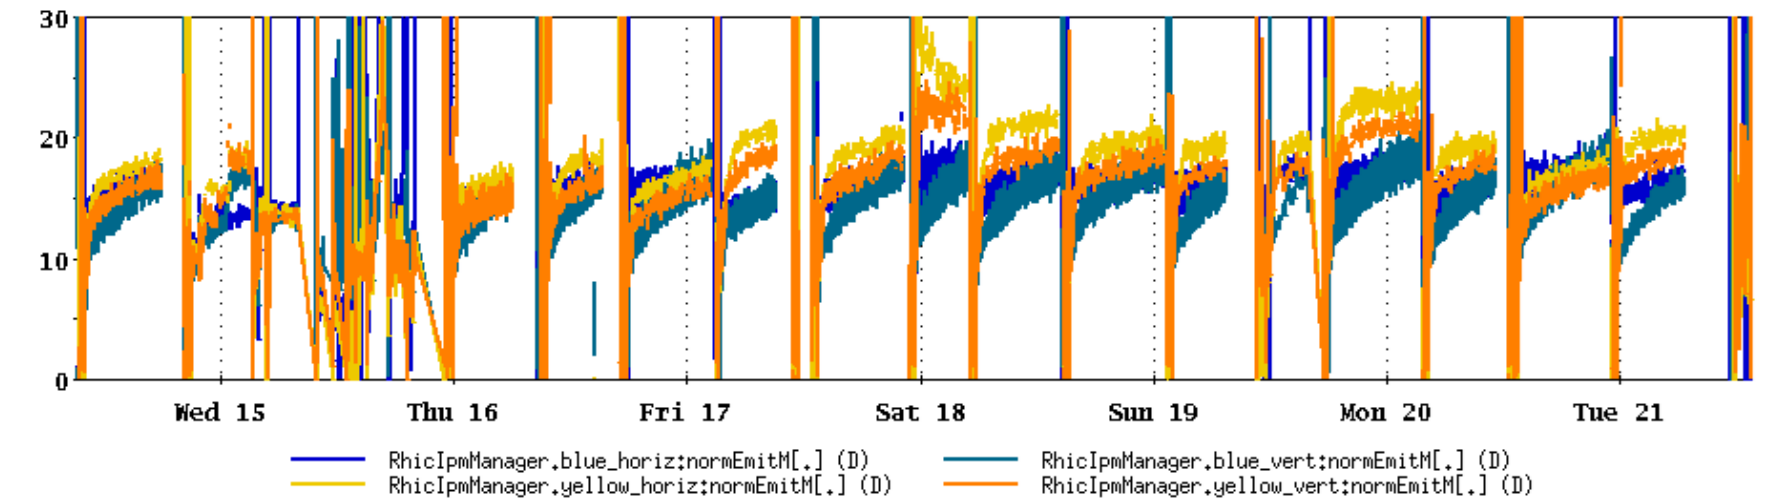 30
20
10
0
Wed 15 Thu 16 Fri 17 Sat 18 Sun 19 Mon 20 Tue 21
RhicIpmManager.blue_horiz:normEmitM[.] (D) RhicIpmManager.blue_vert:normEmitM[.] (D)
RhicIpmManager.yellow_horiz:normEmitM[.] (D) RhicIpmManager.yellow_vert:normEmitM[.] (D)